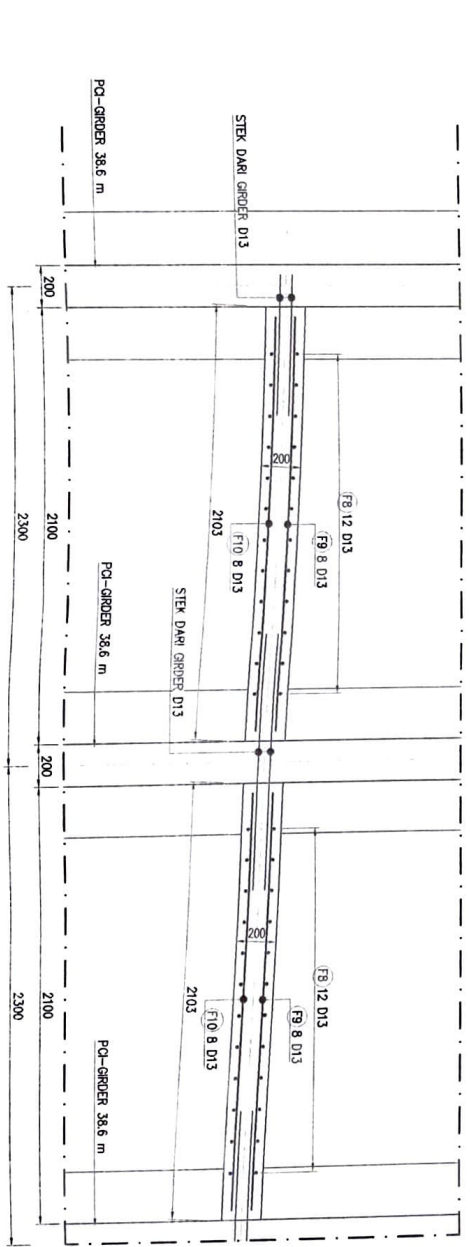 PCI-GIRDER 38.6 m
STEK DARI GIRDER D13
200
2100
2300
200
2103
F8 12 D13
F9 8 D13
F10 8 D13
PCI-GIRDER 38.6 m
STEK DARI GIRDER D13
200
2100
2300
200
2103
F8 12 D13
F9 8 D13
F10 8 D13
PCI-GIRDER 38.6 m